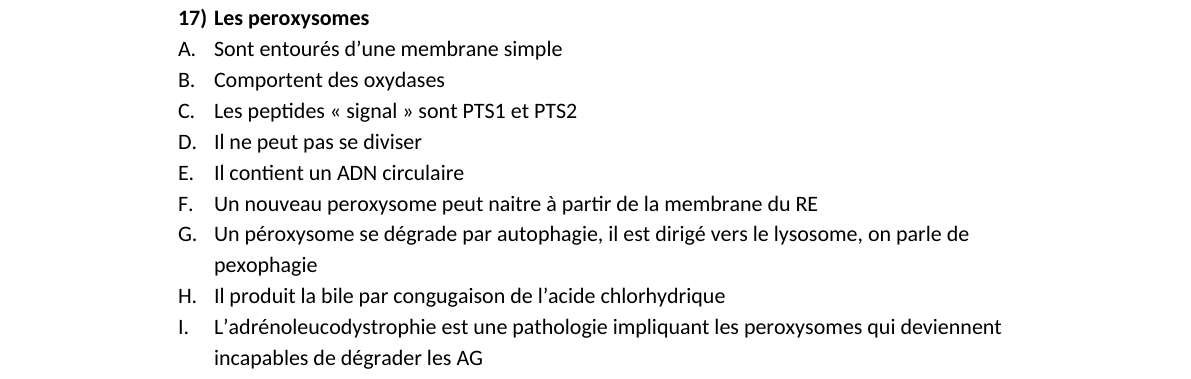 17) Les peroxysomes
A. Sont entourés d’une membrane simple
B. Comportent des oxydases
C. Les peptides « signal » sont PTS1 et PTS2
D. Il ne peut pas se diviser
E. Il contient un ADN circulaire
F. Un nouveau peroxysome peut naitre à partir de la membrane du RE
G. Un péroxysome se dégrade par autophagie, il est dirigé vers le lysosome, on parle de
pexophagie
H. Il produit la bile par congugaison de l’acide chlorhydrique
I. L’adrénoleucodystrophie est une pathologie impliquant les peroxysomes qui deviennent
incapables de dégrader les AG